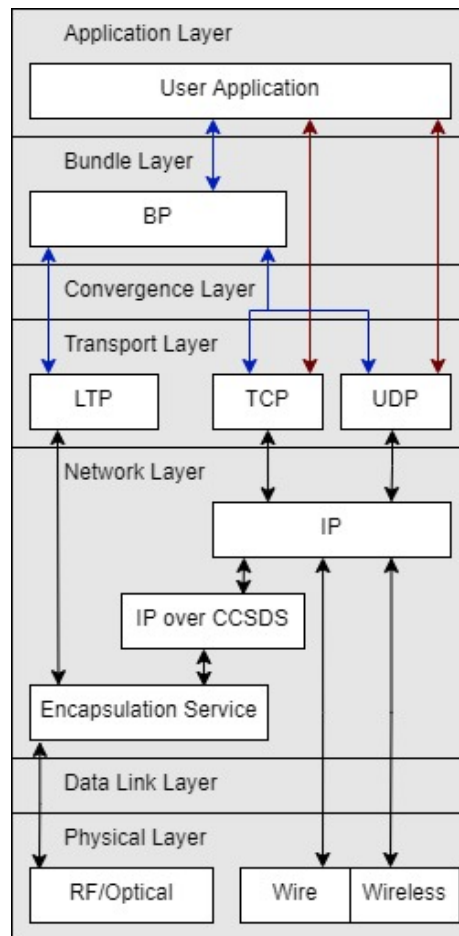 Application Layer
User Application
Bundle Layer
BP
Convergence Layer
Transport Layer
LTP
TCP
UDP
Network Layer
IP
IP over CCSDS
Encapsulation Service
Data Link Layer
Physical Layer
RF/Optical
Wire
Wireless